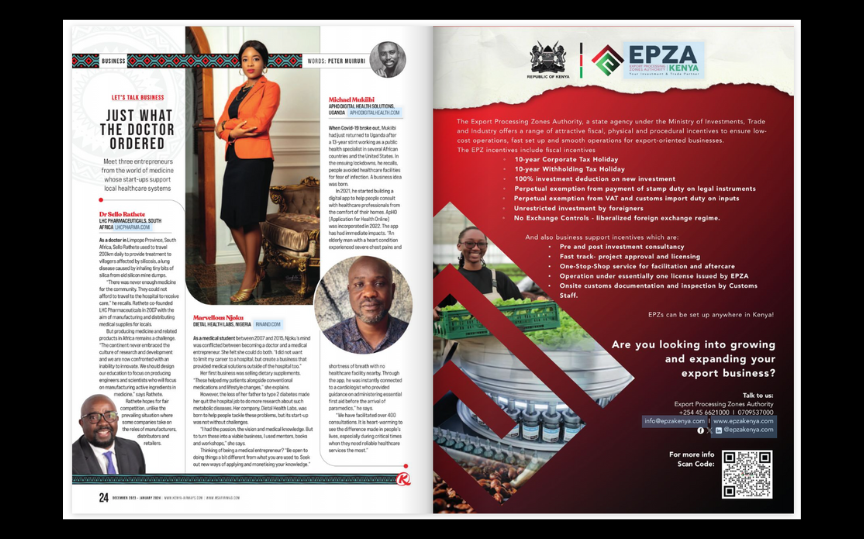 BUSINESS
WORDS: PETER MUIRURI
LET'S TALK BUSINESS
JUST WHAT
THE DOCTOR
ORDERED
Meet three entrepreneurs
from the world of medicine
whose start-ups support
local healthcare systems
Dr Sello Rathete
LHC PHARMACEUTICALS, SOUTH
AFRICA LHCPHARMA.COM
As a doctor in Limpopo Province, South
Africa, Sello Rathete used to travel
200km daily to provide treatment to
villagers affected by silicosis, a lung
disease caused by inhaling tiny bits of
silica from old silicon mine dumps.
"There was never enough medicine
for the community. They could not
afford to travel to the hospital to receive
care," he recalls. Rathete co-founded
LHC Pharmaceuticals in 2007 with the
aim of manufacturing and distributing
medical supplies for locals.
But producing medicine and related
products in Africa remains a challenge.
"The continent never embraced the
culture of research and development
and we are now confronted with an
inability to innovate. We should design
our education to focus on producing
engineers and scientists who will focus
on manufacturing active ingredients in
medicine," says Rathete.
Rathete hopes for fair
competition, unlike the
prevailing situation where
some companies take on
the roles of manufacturers,
distributors and
retailers.
Marvellous Njoku
DIETAL HEALTH LABS, NIGERIA
As a medical student between 2007 and 2015, Njoku's mind
was conflicted between becoming a doctor and a medical
entrepreneur. She felt she could do both. "I did not want
to limit my career to a hospital, but create a business that
provided medical solutions outside of the hospital too."
Her first business was selling dietary supplements.
"These helped my patients alongside conventional
medications and lifestyle changes," she explains.
However, the loss of her father to type 2 diabetes made
her quit the hospital job to do more research about such
metabolic diseases. Her company, Dietal Health Labs, was
born to help people tackle these problems, but its start-up
was not without challenges.
"I had the passion, the vision and medical knowledge. But
to turn these into a viable business, I used mentors, books
and workshops," she says.
Thinking of being a medical entrepreneur? "Be open to
doing things a bit different from what you are used to. Seek
out new ways of applying and monetising your knowledge."
Michael Mukiibi
APHO DIGITAL HEALTH SOLUTIONS,
UGANDA APHODIGITALHEALTH.COM
When Covid-19 broke out, Mukiibi
had just returned to Uganda after
a 13-year stint working as a public
health specialist in several African
countries and the United States. In
the ensuing lockdowns, he recalls,
people avoided healthcare facilities
for fear of infection. A business idea
was born.
In 2021, he started building a
digital app to help people consult
with healthcare professionals from
the comfort of their homes. ApHO
(Application for Health Online)
was incorporated in 2022. The app
has had immediate impacts. "An
elderly man with a heart condition
experienced severe chest pains and
shortness of breath with no
healthcare facility nearby. Through
the app, he was instantly connected
to a cardiologist who provided
guidance on administering essential
first aid before the arrival of
paramedics," he says.
"We have facilitated over 400
consultations. It is heart-warming to
see the difference made in people's
lives, especially during critical times
when they need reliable healthcare
services the most."
24 DECEMBER 2023 - JANUARY 2024
REPUBLIC OF KENYA
EPZA
EXPORT PROCESSING
ZONES AUTHORITY KENYA
Your Investment & Trade Partner
The Export Processing Zones Authority, a state agency under the Ministry of Investments, Trade
and Industry offers a range of attractive fiscal, physical and procedural incentives to ensure low-
cost operations, fast set up and smooth operations for export-oriented businesses.
The EPZ incentives include fiscal incentives
• 10-year Corporate Tax Holiday
• 10-year Withholding Tax Holiday
• 100% investment deduction on new investment
• Perpetual exemption from payment of stamp duty on legal instruments
• Perpetual exemption from VAT and customs import duty on inputs
• Unrestricted investment by foreigners
• No Exchange Controls - liberalized foreign exchange regime.
And also business support incentives which are:
• Pre and post investment consultancy
• Fast track- project approval and licensing
• One-Stop-Shop service for facilitation and aftercare
• Operation under essentially one license issued by EPZA
• Onsite customs documentation and inspection by Customs
Staff.
EPZs can be set up anywhere in Kenya!
Are you looking into growing
and expanding your
export business?
Talk to us:
Export Processing Zones Authority
+254 45 6621000 | 0709537000
info@epzakenya.com | www.epzakenya.com
@epzakenya.com
For more info
Scan Code: